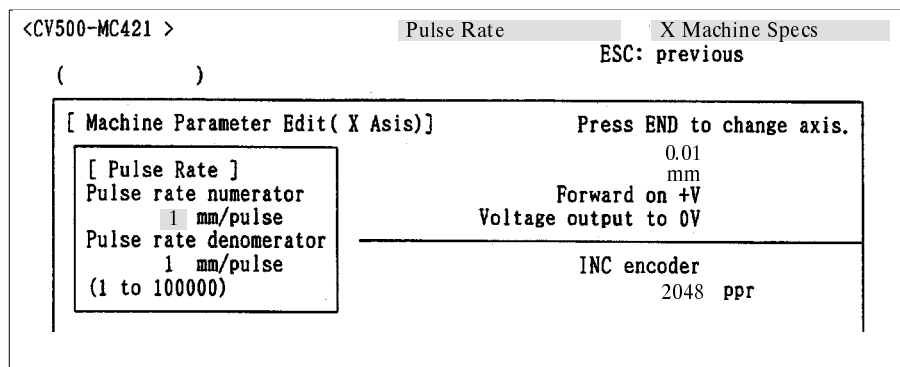 <CV500-MC421 > Pulse Rate X Machine Specs
ESC: previous
( )
[ Machine Parameter Edit( X Asis)] Press END to change axis.
[ Pulse Rate ]
Pulse rate numerator
1 mm/pulse
Pulse rate denomerator
1 mm/pulse
(1 to 100000)
0.01
mm
Forward on +V
Voltage output to 0V
INC encoder
2048 ppr